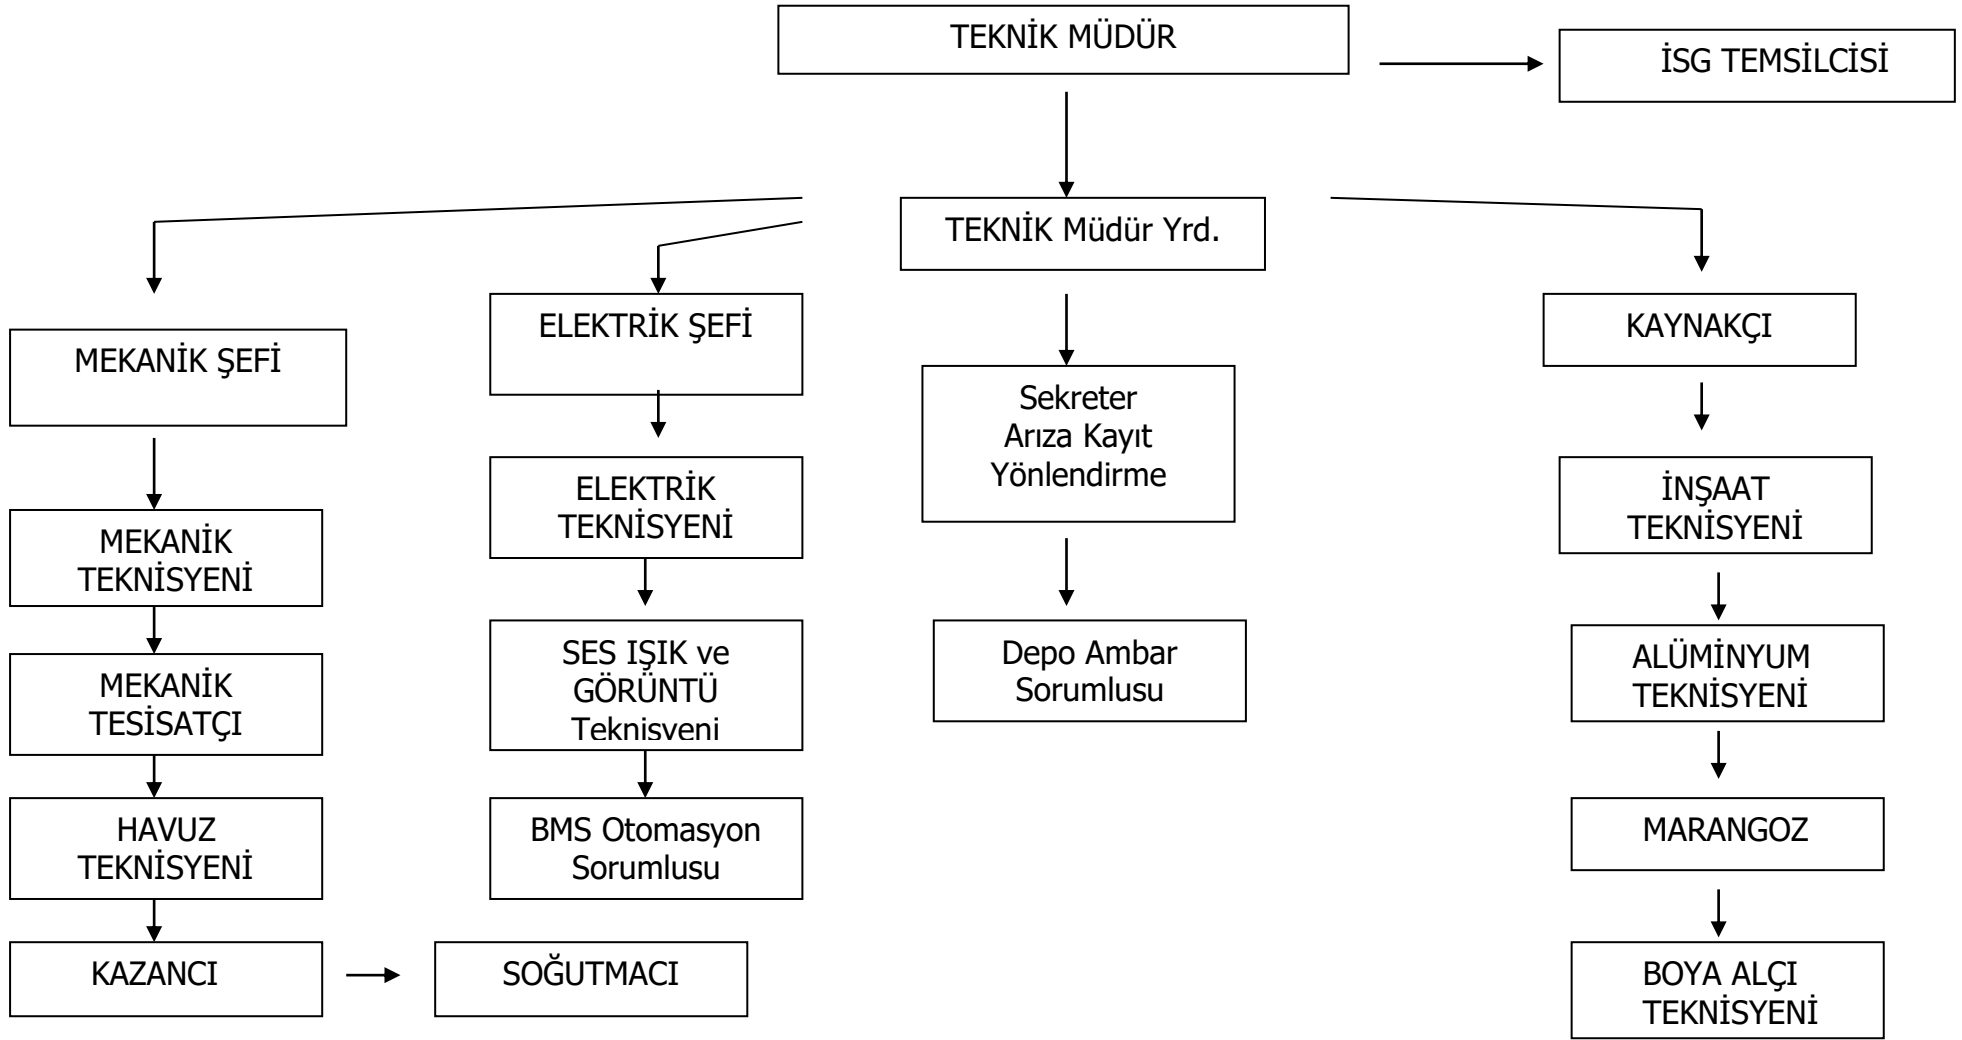 TEKNİK MÜDÜR
İSG TEMSİLCİSİ
TEKNİK Müdür Yrd.
MEKANİK ŞEFİ
ELEKTRİK ŞEFİ
KAYNAKÇI
Sekreter
Arıza Kayıt
Yönlendirme
MEKANİK
TEKNİSYENİ
ELEKTRİK
TEKNİSYENİ
İNŞAAT
TEKNİSYENİ
MEKANİK
TESİSATÇI
SES IŞIK ve
GÖRÜNTÜ
Teknisyeni
Depo Ambar
Sorumlusu
ALÜMİNYUM
TEKNİSYENİ
HAVUZ
TEKNİSYENİ
BMS Otomasyon
Sorumlusu
MARANGOZ
KAZANCI
SOĞUTMACI
BOYA ALÇI
TEKNİSYENİ